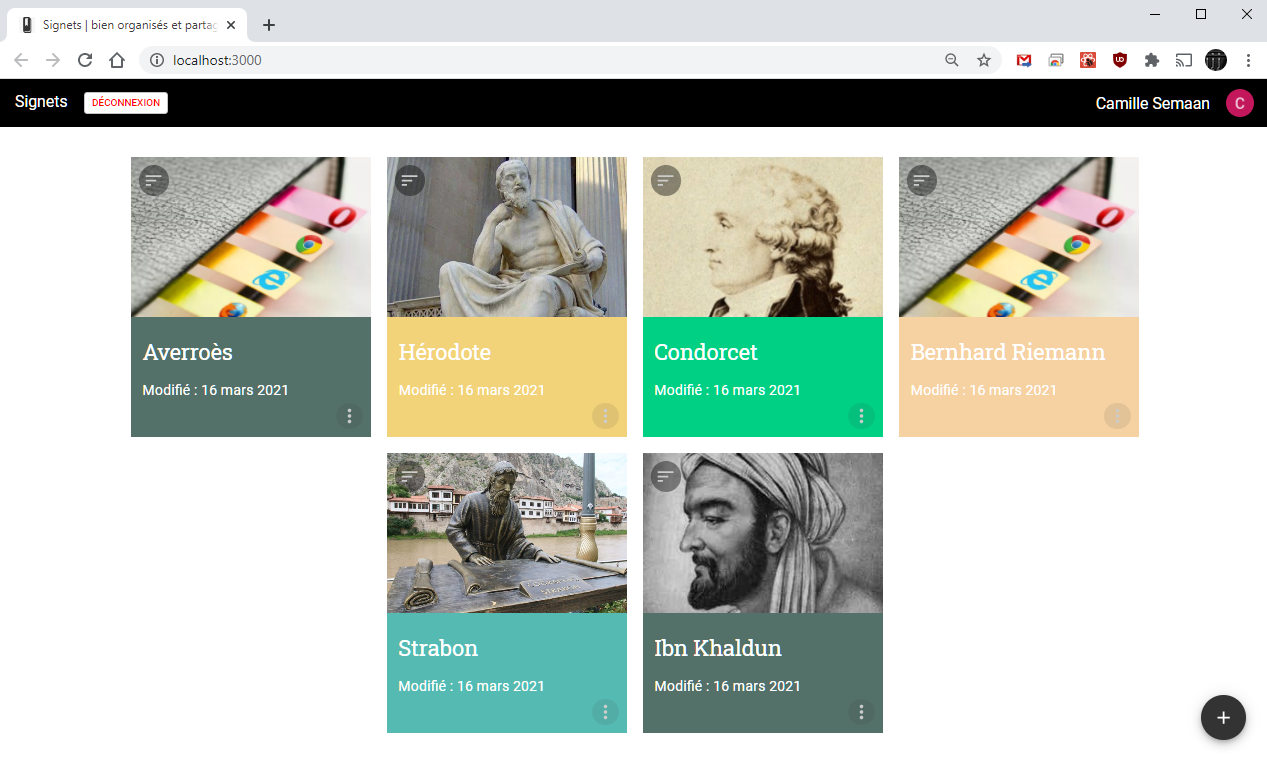 Signets | bien organisés et partag
localhost:3000
Signets
DÉCONNEXION
Camille Semaan
C
Averroès
Modifié : 16 mars 2021
Hérodote
Modifié : 16 mars 2021
Condorcet
Modifié : 16 mars 2021
Bernhard Riemann
Modifié : 16 mars 2021
Strabon
Modifié : 16 mars 2021
Ibn Khaldun
Modifié : 16 mars 2021